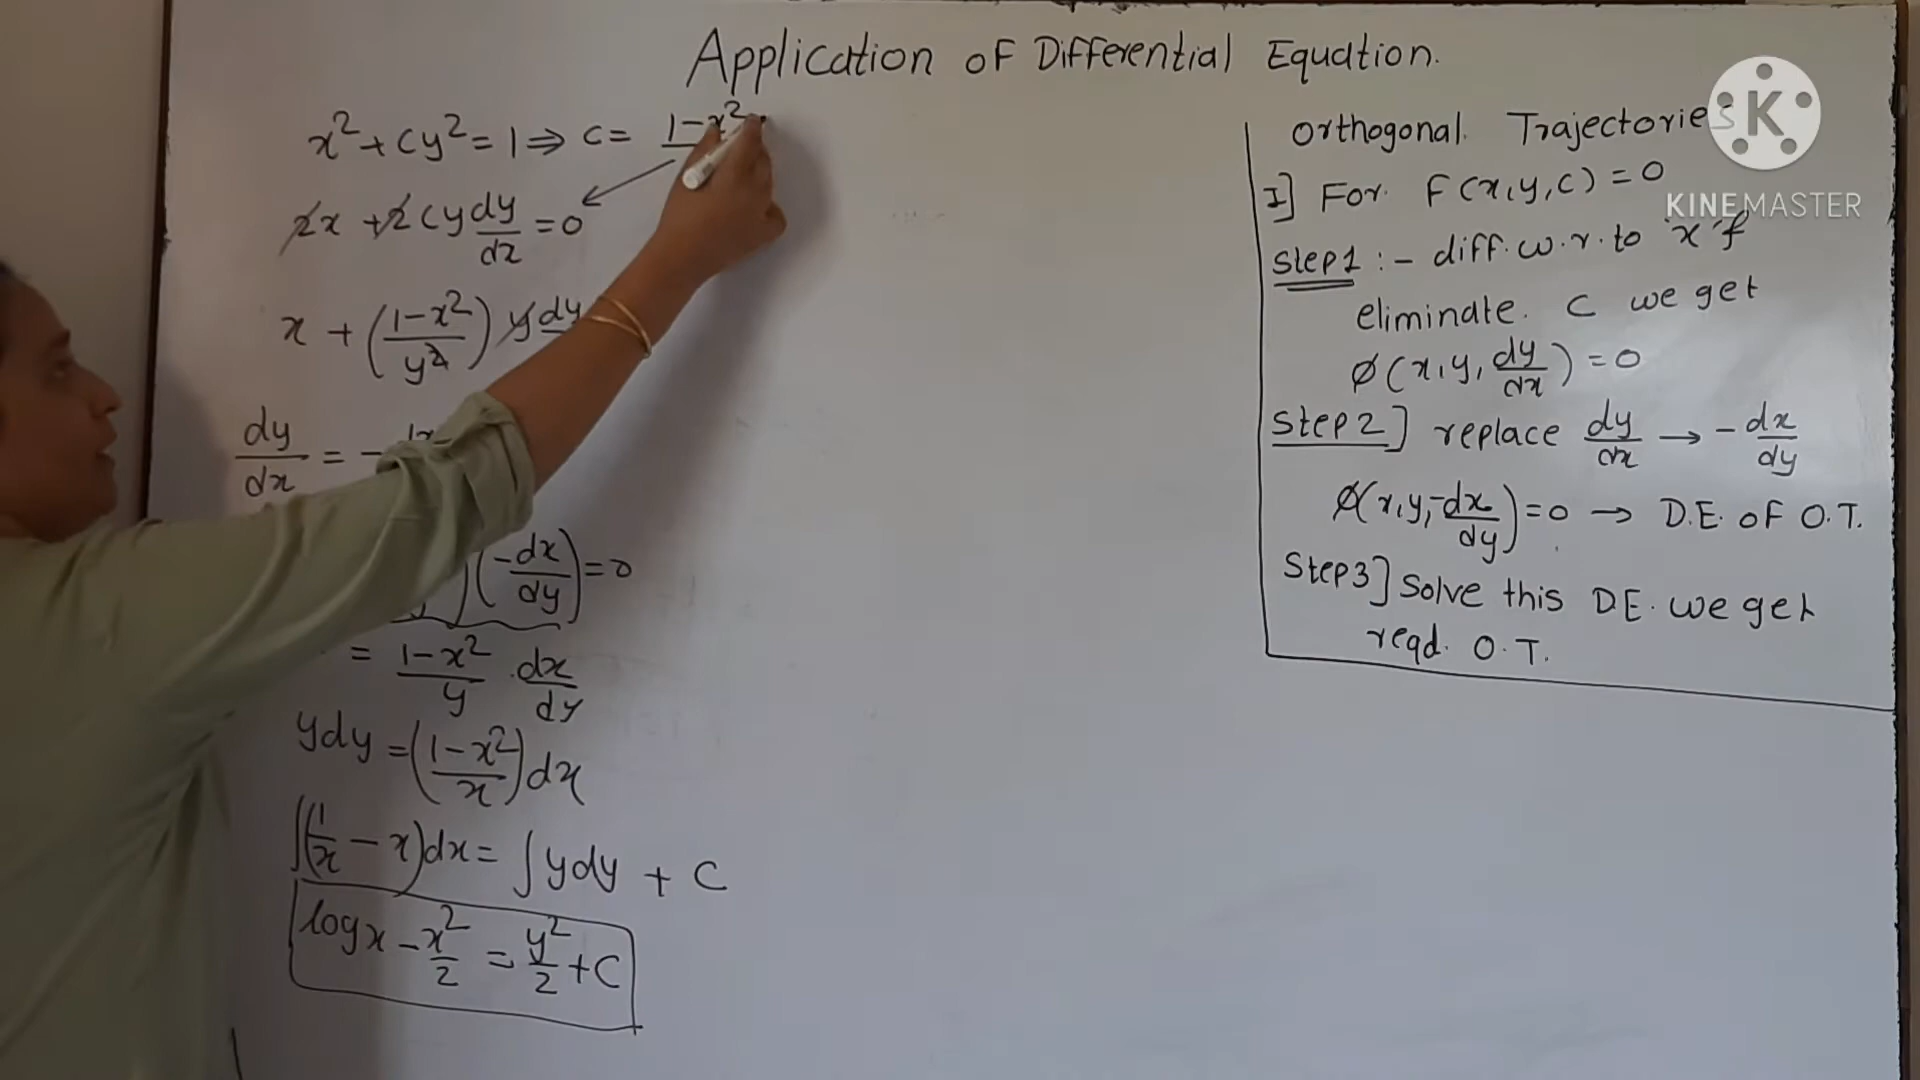 Application of Differential Equation.
x² + cy² = 1 ⇒ c = 1-x²
2x + 2cy dy/dx = 0
x + ((1-x²)/y²) y dy
dy/dx = -
(-dx/dy) = 0
= (1-x²)/y · dx/dy
ydy = ((1-x²)/x) dx
∫(1/x - x)dx = ∫ydy + C
log x - x²/2 = y²/2 + C
Orthogonal Trajectories
I] For F(x,y,c) = 0
Step1 :- diff. w.r. to 'x' &
eliminate. c we get
ø(x,y, dy/dx) = 0
Step 2] replace dy/dx → -dx/dy
ø(x,y, -dx/dy) = 0 → D.E. of O.T.
Step3] Solve this D.E. we get
reqd. O.T.
K
KINEMASTER